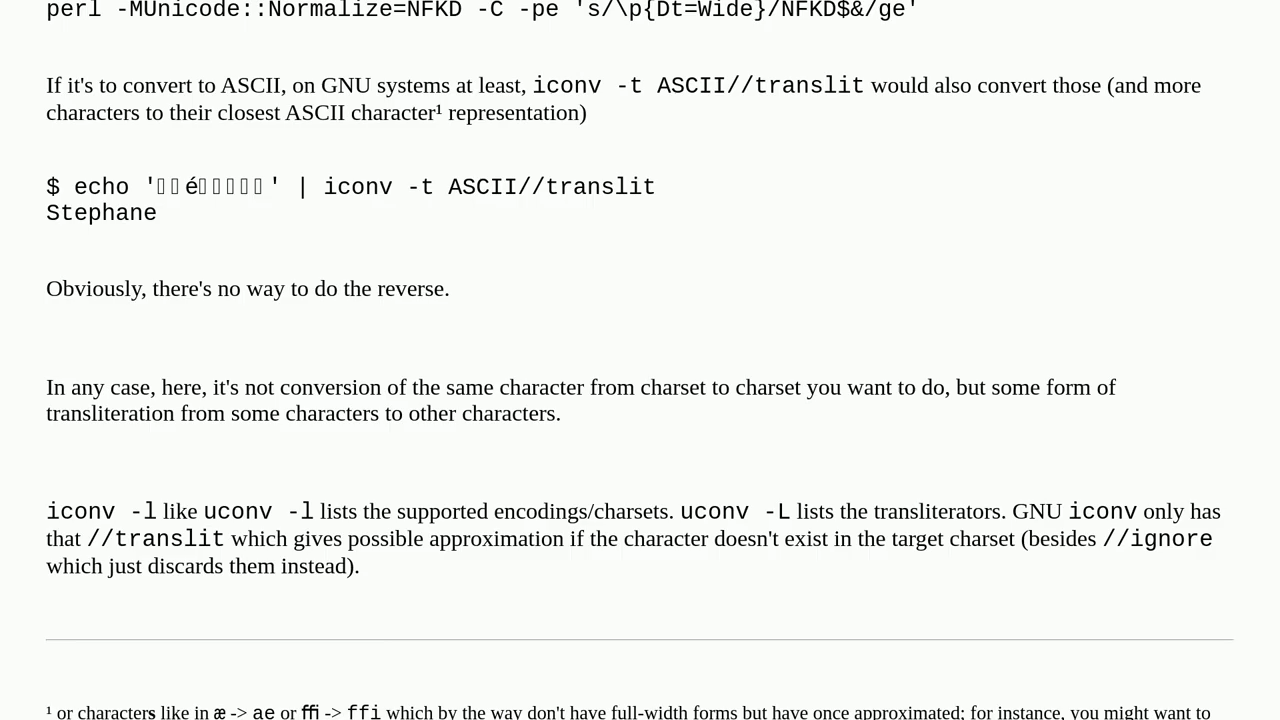 perl -MUnicode::Normalize=NFKD -C -pe 's/\p{Dt=Wide}/NFKD$&/ge'
If it's to convert to ASCII, on GNU systems at least, iconv -t ASCII//translit would also convert those (and more
characters to their closest ASCII character¹ representation)
$ echo 'é' | iconv -t ASCII//translit
Stephane
Obviously, there's no way to do the reverse.
In any case, here, it's not conversion of the same character from charset to charset you want to do, but some form of
transliteration from some characters to other characters.
iconv -l like uconv -l lists the supported encodings/charsets. uconv -L lists the transliterators. GNU iconv only has
that //translit which gives possible approximation if the character doesn't exist in the target charset (besides //ignore
which just discards them instead).
¹ or characters like in æ -> ae or ffi -> ffi which by the way don't have full-width forms but have once approximated; for instance, you might want to